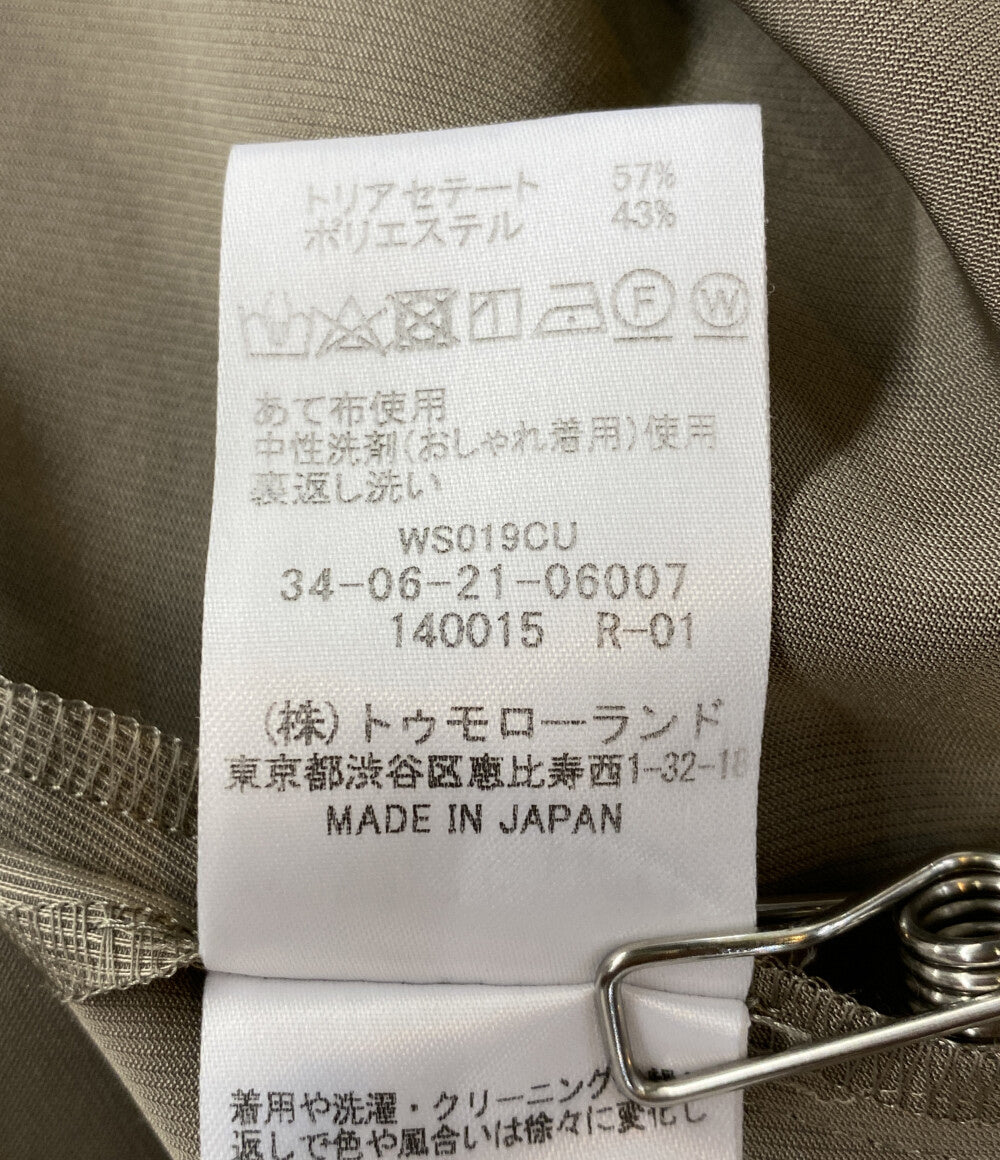 トリアセテート 57%
ポリエステル 43%
F W
あて布使用
中性洗剤(おしゃれ着用)使用
裏返し洗い
WS019CU
34-06-21-06007
140015 R-01
(株)トゥモローランド
東京都渋谷区恵比寿西1-32-18
MADE IN JAPAN
着用や洗濯・クリーニング
返しで色や風合いは徐々に変化し